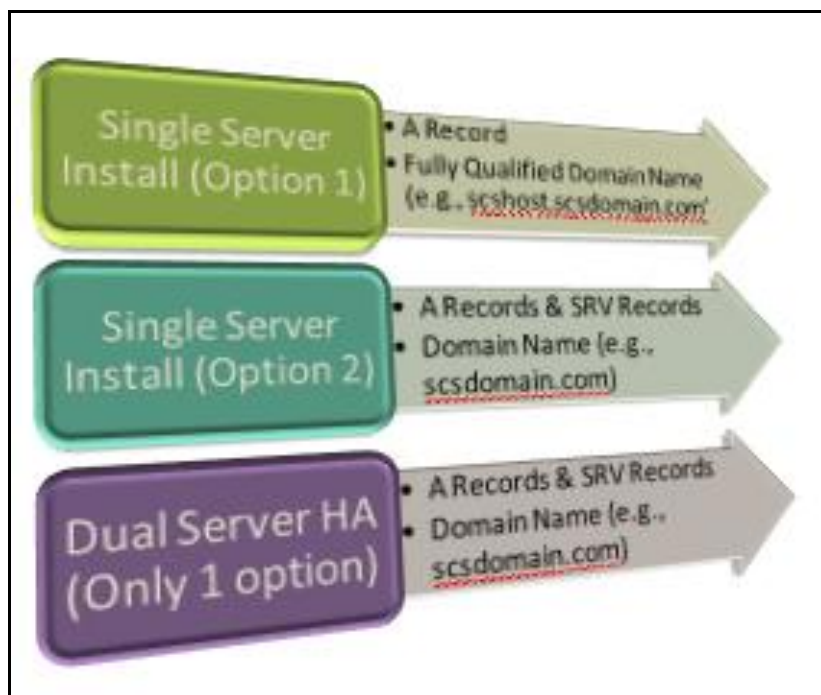 Single Server
Install (Option 1)
• A Record
• Fully Qualified Domain Name
(e.g., scshost.scsdomain.com'
Single Server
Install (Option 2)
• A Records & SRV Records
• Domain Name (e.g.,
scsdomain.com)
Dual Server HA
(Only 1 option)
• A Records & SRV Records
• Domain Name (e.g.,
scsdomain.com)